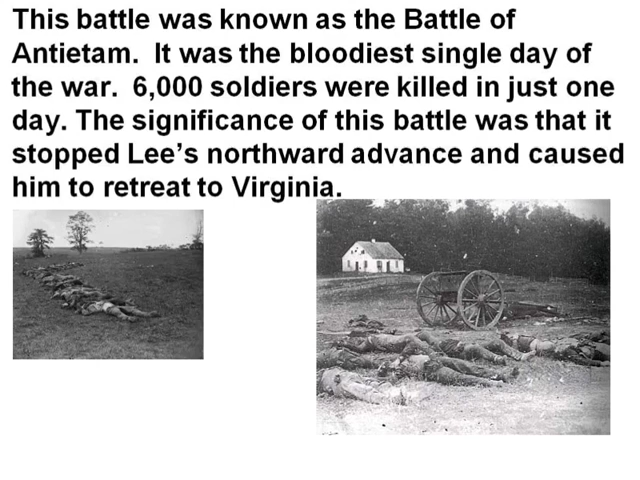 This battle was known as the Battle of
Antietam.  It was the bloodiest single day of
the war.  6,000 soldiers were killed in just one
day. The significance of this battle was that it
stopped Lee’s northward advance and caused
him to retreat to Virginia.